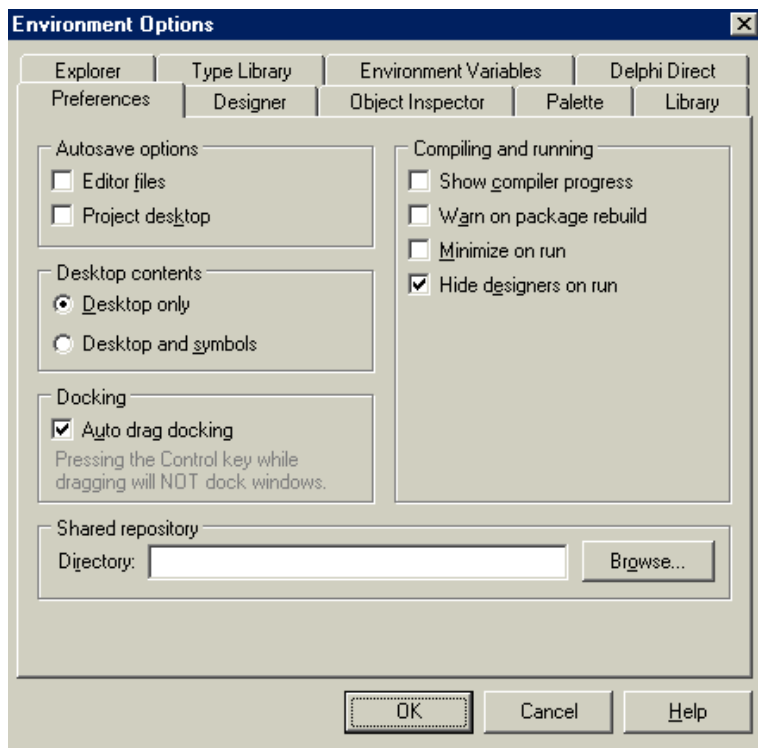 Environment Options
Explorer Type Library Environment Variables Delphi Direct
Preferences Designer Object Inspector Palette Library
Autosave options
Editor files
Project desktop
Desktop contents
Desktop only
Desktop and symbols
Docking
Auto drag docking
Pressing the Control key while
dragging will NOT dock windows.
Compiling and running
Show compiler progress
Warn on package rebuild
Minimize on run
Hide designers on run
Shared repository
Directory: Browse...
OK Cancel Help